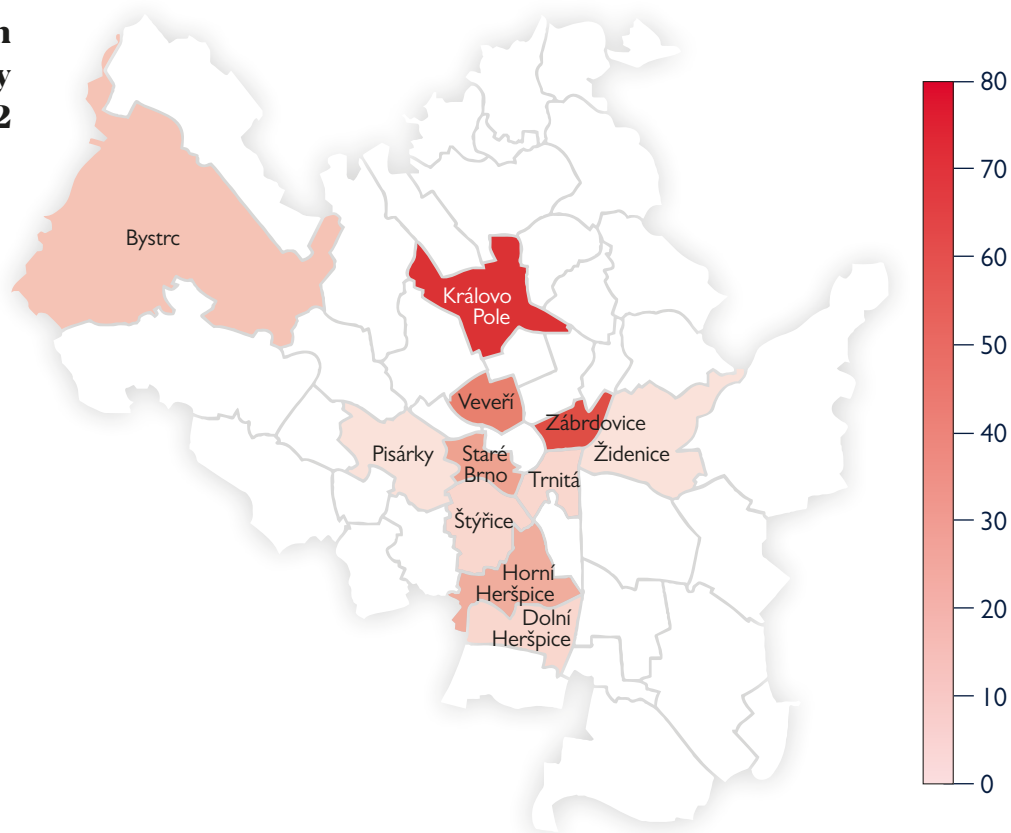 n
y
2
80
70
60
50
40
30
20
10
0
Bystrc
Královo
Pole
Veveří
Zábrdovice
Pisárky
Staré
Brno
Židenice
Trnitá
Štýřice
Horní
Heršpice
Dolní
Heršpice